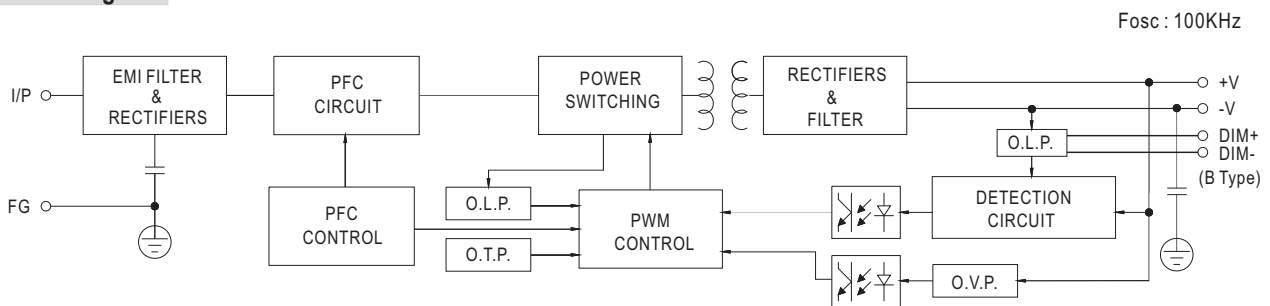 Fosc : 100KHz
I/P
EMI FILTER
&
RECTIFIERS
PFC
CIRCUIT
POWER
SWITCHING
RECTIFIERS
&
FILTER
+V
-V
DIM+
DIM-
(B Type)
O.L.P.
FG
PFC
CONTROL
O.L.P.
O.T.P.
PWM
CONTROL
DETECTION
CIRCUIT
O.V.P.